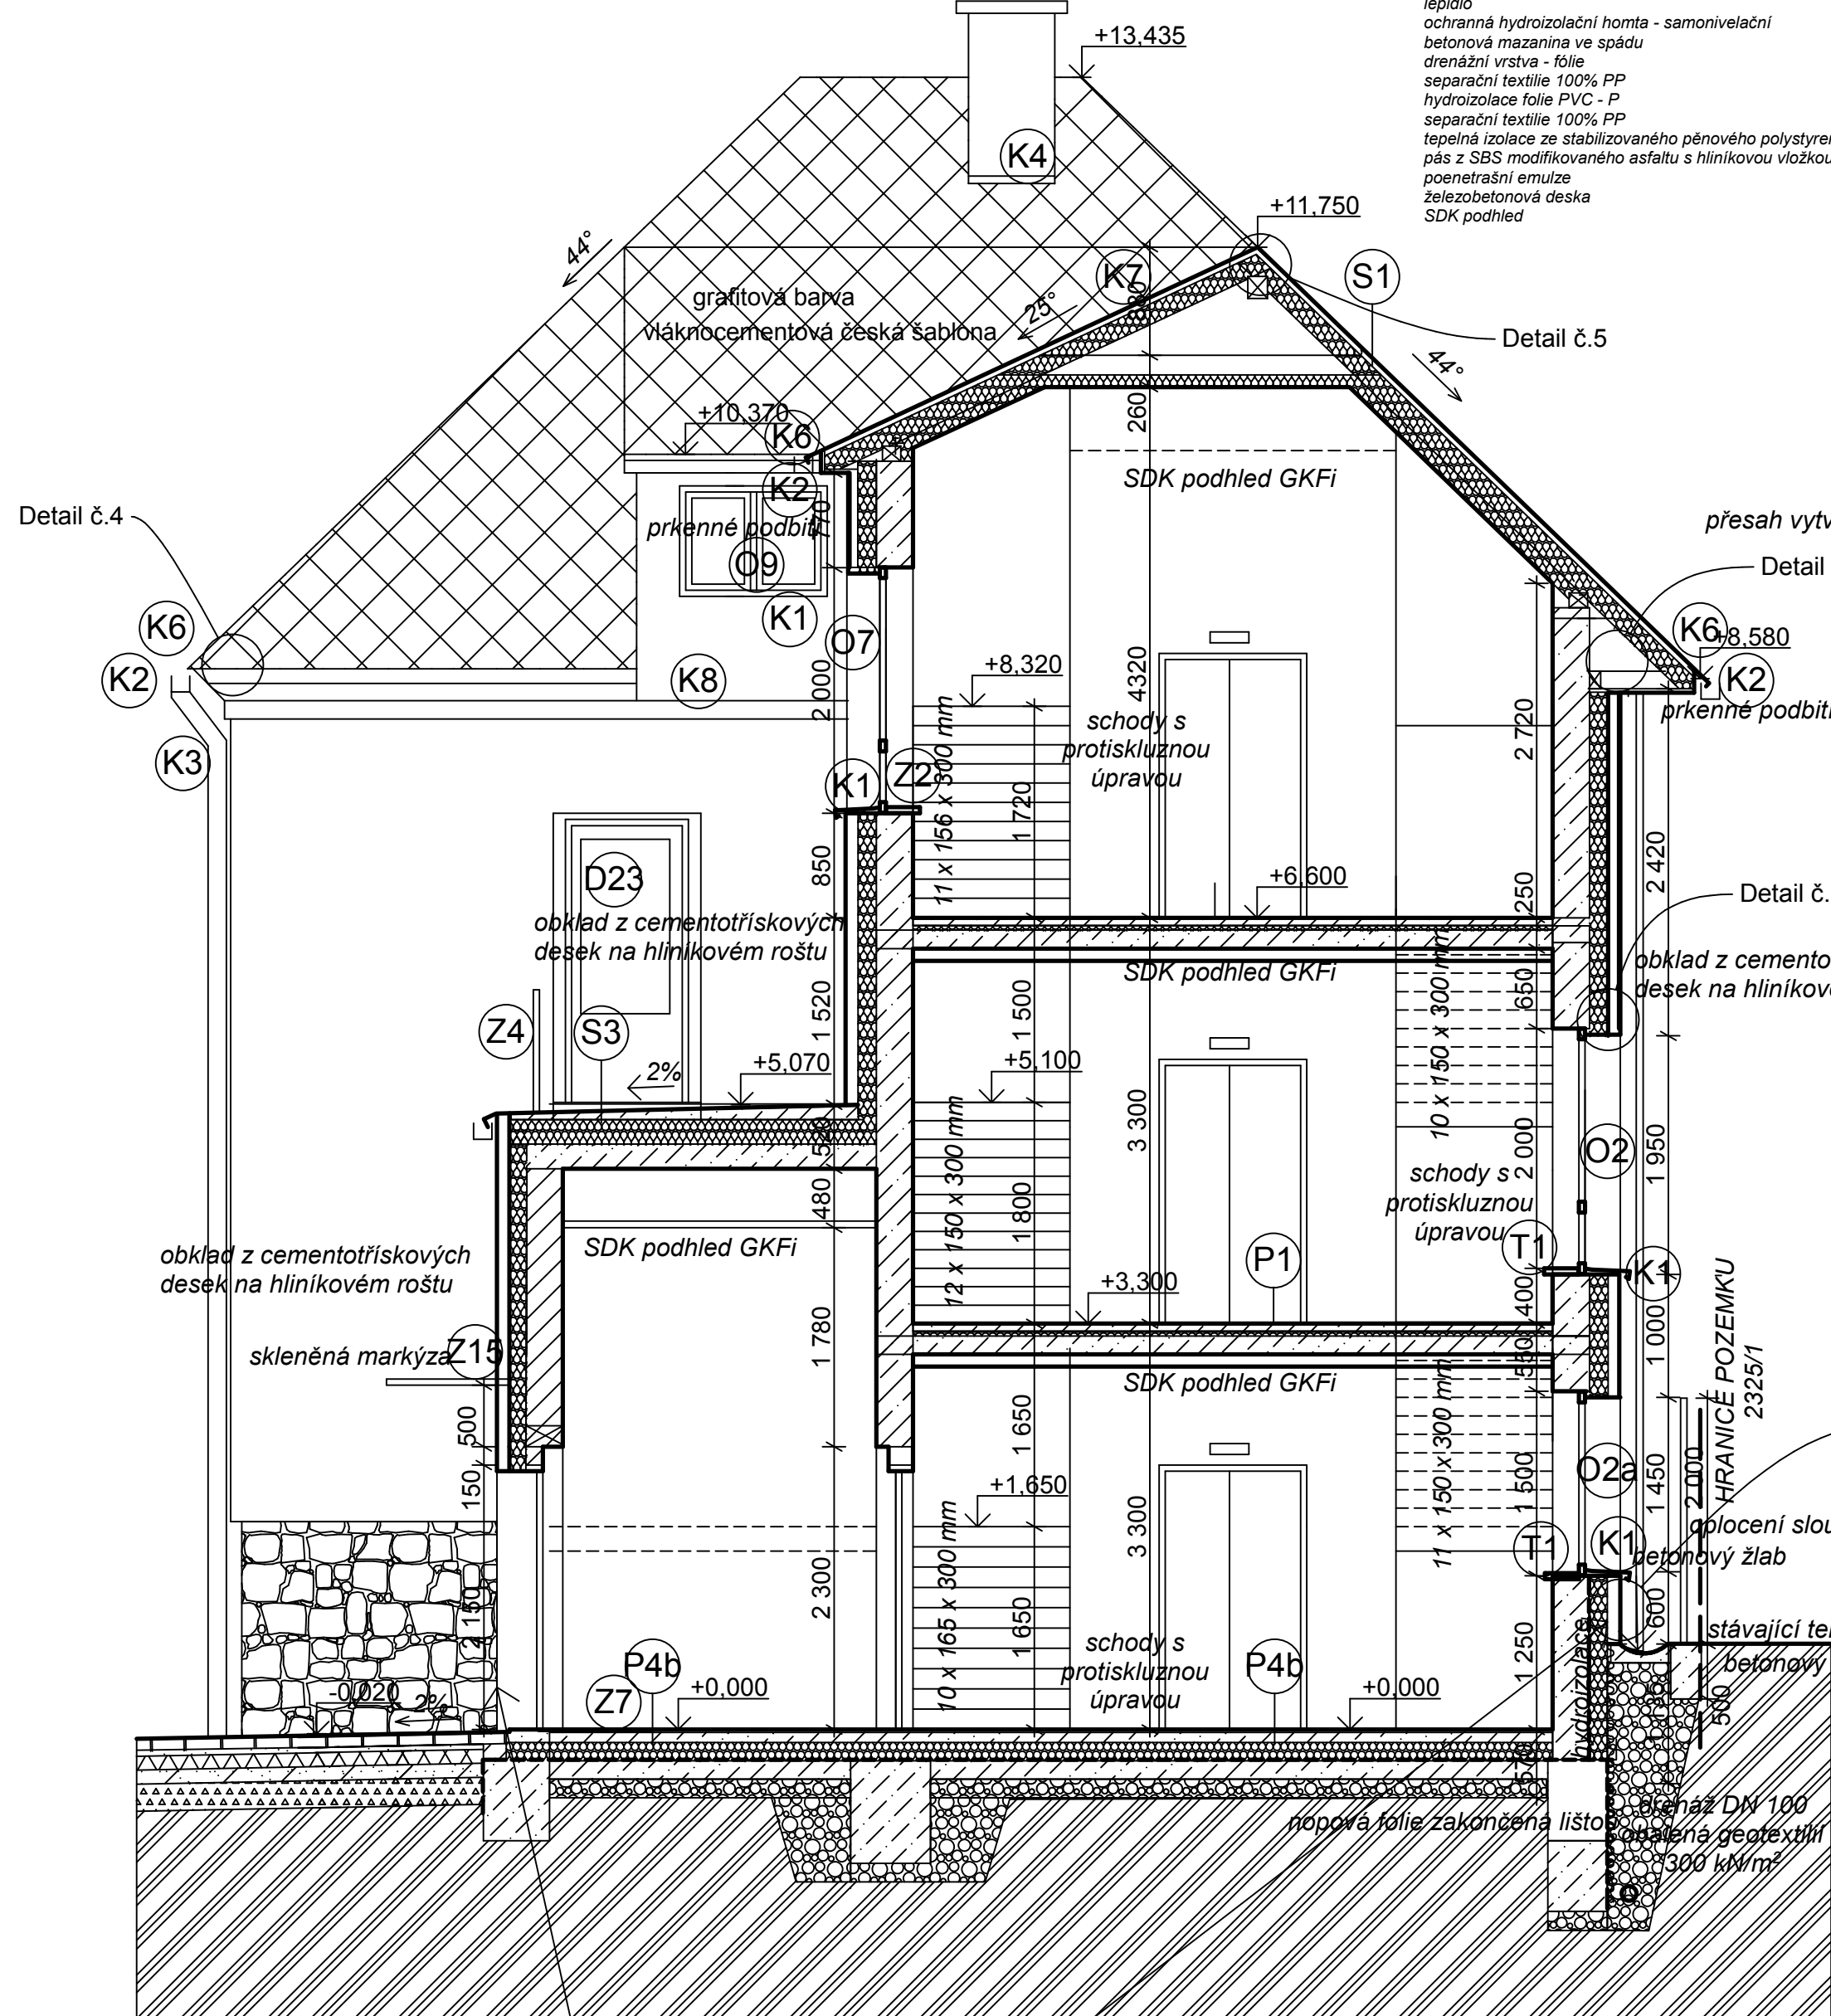 lepidlo
ochranná hydroizolační homta - samonivelační
betonová mazanina ve spádu
drenážní vrstva - fólie
separační textilie 100% PP
hydroizolace folie PVC - P
separační textilie 100% PP
tepelná izolace ze stabilizovaného pěnového polystyren
pás z SBS modifikovaného asfaltu s hliníkovou vložkou
poenetrašní emulze
železobetonová deska
SDK podhled
+13,435
K4
+11,750
44°
K7
S1
grafitová barva
25°
vláknocementová česká šablona
Detail č.5
44°
+10,370
K6
260
K2
SDK podhled GKFi
Detail č.4
prkenné podbití
770
přesah vytv
O9
Detail
K1
K6
O7
K6
+8,580
K2
K8
+8,320
4320
K2
2 000
schody s
protiskluznou
úpravou
2 720
prkenné podbití
K3
K1
Z2
11 x 156 x 300 mm
1 720
850
D23
+6,600
250
2 420
Detail č.
obklad z cementotřískových
desek na hliníkovém roštu
SDK podhled GKFi
obklad z cemento
desek na hliníkové
Z4
S3
1 520
1 500
650
2%
+5,070
+5,100
10 x 150 x 300 mm
520
3 300
2 000
O2
1 950
480
12 x 150 x 300 mm
1 800
schody s
protiskluznou
úpravou
obklad z cementotřískových
desek na hliníkovém roštu
SDK podhled GKFi
P1
T1
K1
+3,300
400
1 780
1 000
HRANICE POZEMKU
2325/1
skleněná markýza
Z15
550
SDK podhled GKFi
500
1 650
11 x 150 x 300 mm
150
+1,650
1 500
O2a
1 450
2 000
3 300
10 x 165 x 300 mm
oplocení slou
T1
K1
betonový žlab
2 150
2 300
1 650
600
schody s
protiskluznou
úpravou
1 250
hydroizolace
stávající ter
betonový
P4b
P4b
-0,020
2%
Z7
+0,000
+0,000
500
570
nopová folie zakončená lištou
drenáž DN 100
obalená geotextílií
300 kN/m²